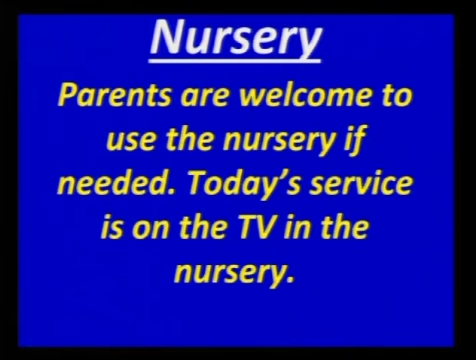 Nursery
Parents are welcome to
use the nursery if
needed. Today’s service
is on the TV in the
nursery.